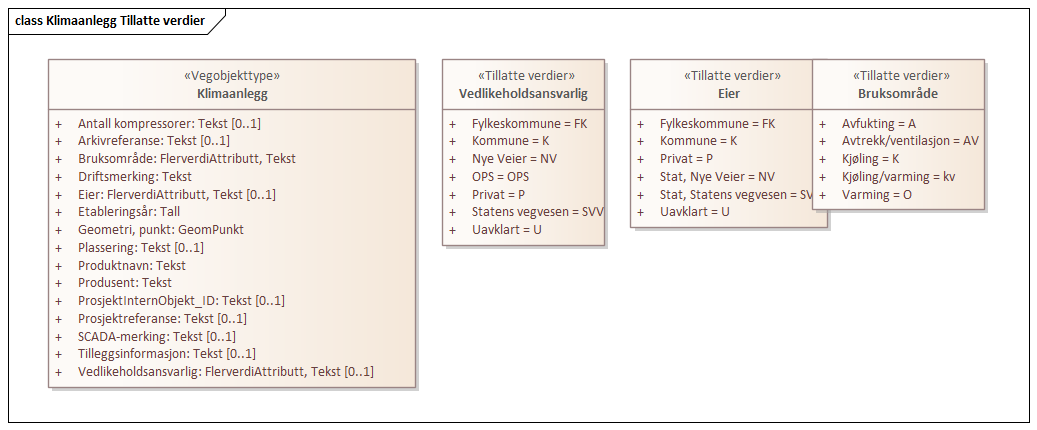 class Klimaanlegg Tillatte verdier
«Vegobjekttype»
Klimaanlegg
+ Antall kompressorer: Tekst [0..1]
+ Arkivreferanse: Tekst [0..1]
+ Bruksområde: FlerverdiAttributt, Tekst
+ Driftsmerking: Tekst
+ Eier: FlerverdiAttributt, Tekst [0..1]
+ Etableringsår: Tall
+ Geometri, punkt: GeomPunkt
+ Plassering: Tekst [0..1]
+ Produktnavn: Tekst
+ Produsent: Tekst
+ ProsjektInternObjekt_ID: Tekst [0..1]
+ Prosjektreferanse: Tekst [0..1]
+ SCADA-merking: Tekst [0..1]
+ Tilleggsinformasjon: Tekst [0..1]
+ Vedlikeholdsansvarlig: FlerverdiAttributt, Tekst [0..1]
«Tillatte verdier»
Vedlikeholdsansvarlig
+ Fylkeskommune = FK
+ Kommune = K
+ Nye Veier = NV
+ OPS = OPS
+ Privat = P
+ Statens vegvesen = SVV
+ Uavklart = U
«Tillatte verdier»
Eier
+ Fylkeskommune = FK
+ Kommune = K
+ Privat = P
+ Stat, Nye Veier = NV
+ Stat, Statens vegvesen = SV
+ Uavklart = U
«Tillatte verdier»
Bruksområde
+ Avfukting = A
+ Avtrekk/ventilasjon = AV
+ Kjøling = K
+ Kjøling/varming = kv
+ Varming = O